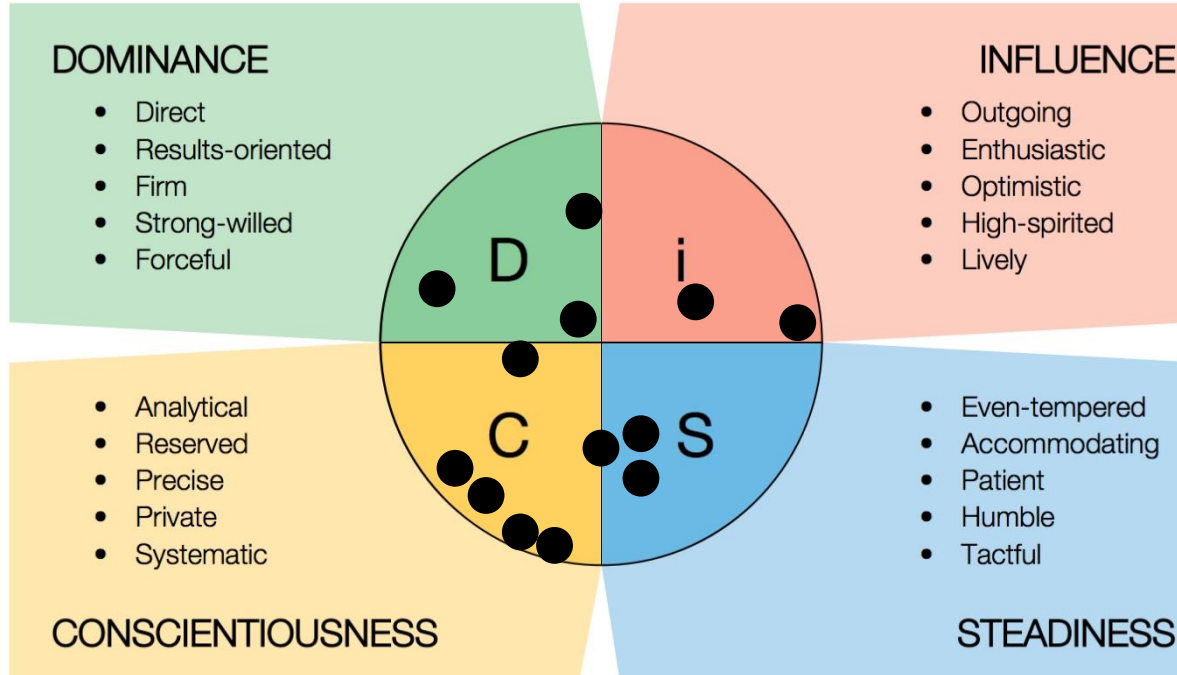 DOMINANCE
• Direct
• Results-oriented
• Firm
• Strong-willed
• Forceful
INFLUENCE
• Outgoing
• Enthusiastic
• Optimistic
• High-spirited
• Lively
D
i
C
S
• Analytical
• Reserved
• Precise
• Private
• Systematic
CONSCIENTIOUSNESS
• Even-tempered
• Accommodating
• Patient
• Humble
• Tactful
STEADINESS